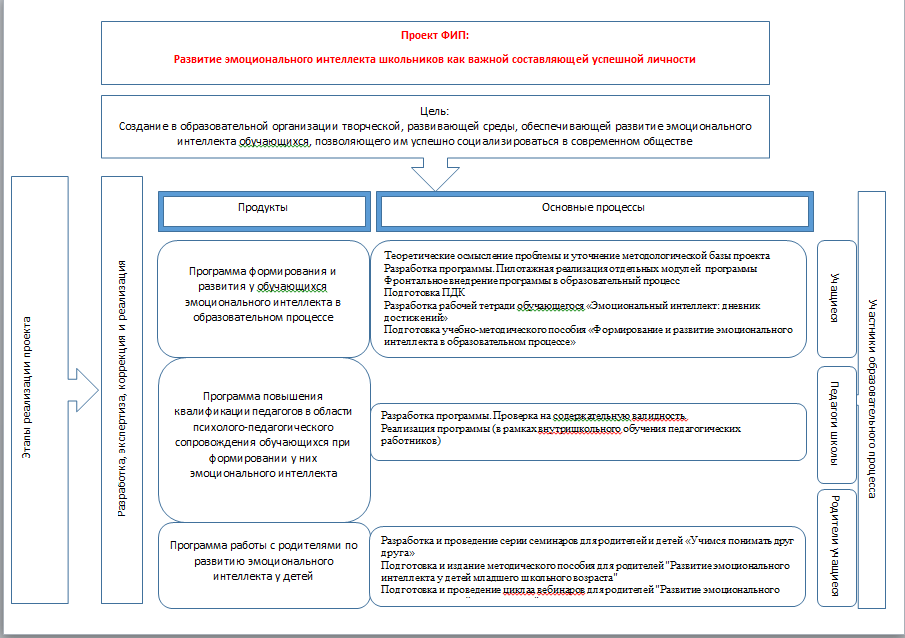 Проект ФИП:
Развитие эмоционального интеллекта школьников как важной составляющей успешной личности
Цель:
Создание в образовательной организации творческой, развивающей среды, обеспечивающей развитие эмоционального
интеллекта обучающихся, позволяющего им успешно социализироваться в современном обществе
Этапы реализации проекта
Разработка, экспертиза, коррекция и реализация
Продукты
Основные процессы
Программа формирования и
развития у обучающихся
эмоционального интеллекта в
образовательном процессе
Теоретические осмысление проблемы и уточнение методологической базы проекта
Разработка программы. Пилотажная реализация отдельных модулей программы
Фронтальное внедрение программы в образовательный процесс
Подготовка ПДК
Разработка рабочей тетради обучающегося «Эмоциональный интеллект: дневник
достижений»
Подготовка учебно-методического пособия «Формирование и развитие эмоционального
интеллекта в образовательном процессе»
Учащиеся
Программа повышения
квалификации педагогов в области
психолого-педагогического
сопровождения обучающихся при
формировании у них
эмоционального интеллекта
Разработка программы. Проверка на содержательную валидность.
Реализация программы (в рамках внутришкольного обучения педагогических
работников)
Педагоги школы
Программа работы с родителями по
развитию эмоционального
интеллекта у детей
Разработка и проведение серии семинаров для родителей и детей «Учимся понимать друг
друга»
Подготовка и издание методического пособия для родителей "Развитие эмоционального
интеллекта у детей младшего школьного возраста"
Подготовка и проведение циклаа вебинаров для родителей "Развитие эмоционального
Родители учащиеся
Участники образовательного процесса